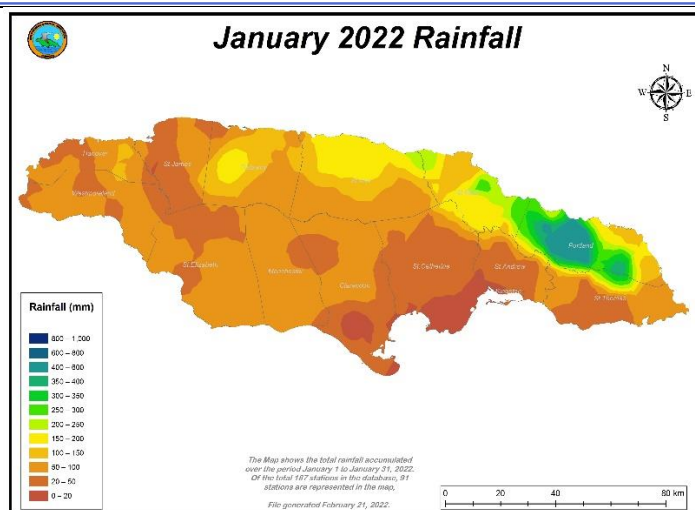 January 2022 Rainfall
N
W E
S
Hanover
St James
Trelawny
Westmoreland
St Elizabeth
Manchester
Clarendon
St Catherine
St Andrew
Portland
St Thomas
Rainfall (mm)
800 – 1,000
600 – 800
400 – 600
350 – 400
300 – 350
250 – 300
200 – 250
150 – 200
100 – 150
50 – 100
20 – 50
0 – 20
The Map shows the total rainfall accumulated
over the period January 1 to January 31, 2022.
Of the total 187 stations in the database, 91
stations are represented in the map,
File generated February 21, 2022.
0 20 40 80 km